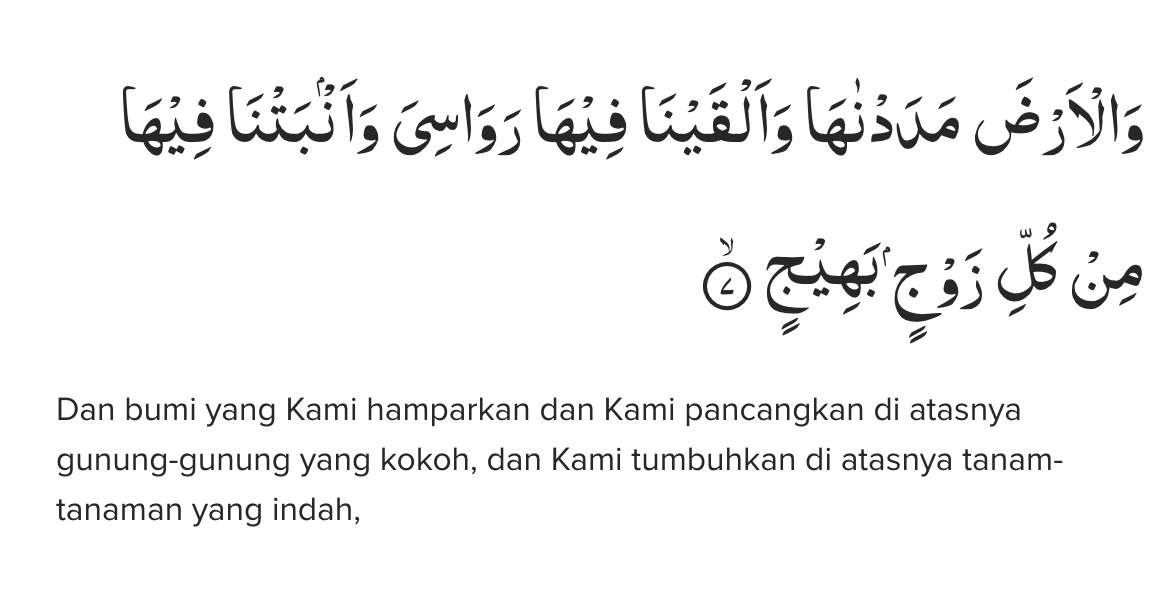 وَالْاَرْضَ مَدَدْنٰهَا وَاَلْقَيْنَا فِيْهَا رَوَاسِيَ وَاَنْۢبَتْنَا فِيْهَا
مِنْ كُلِّ زَوْجٍۢ بَهِيْجٍۙ ٧
Dan bumi yang Kami hamparkan dan Kami pancangkan di atasnya
gunung-gunung yang kokoh, dan Kami tumbuhkan di atasnya tanam-
tanaman yang indah,